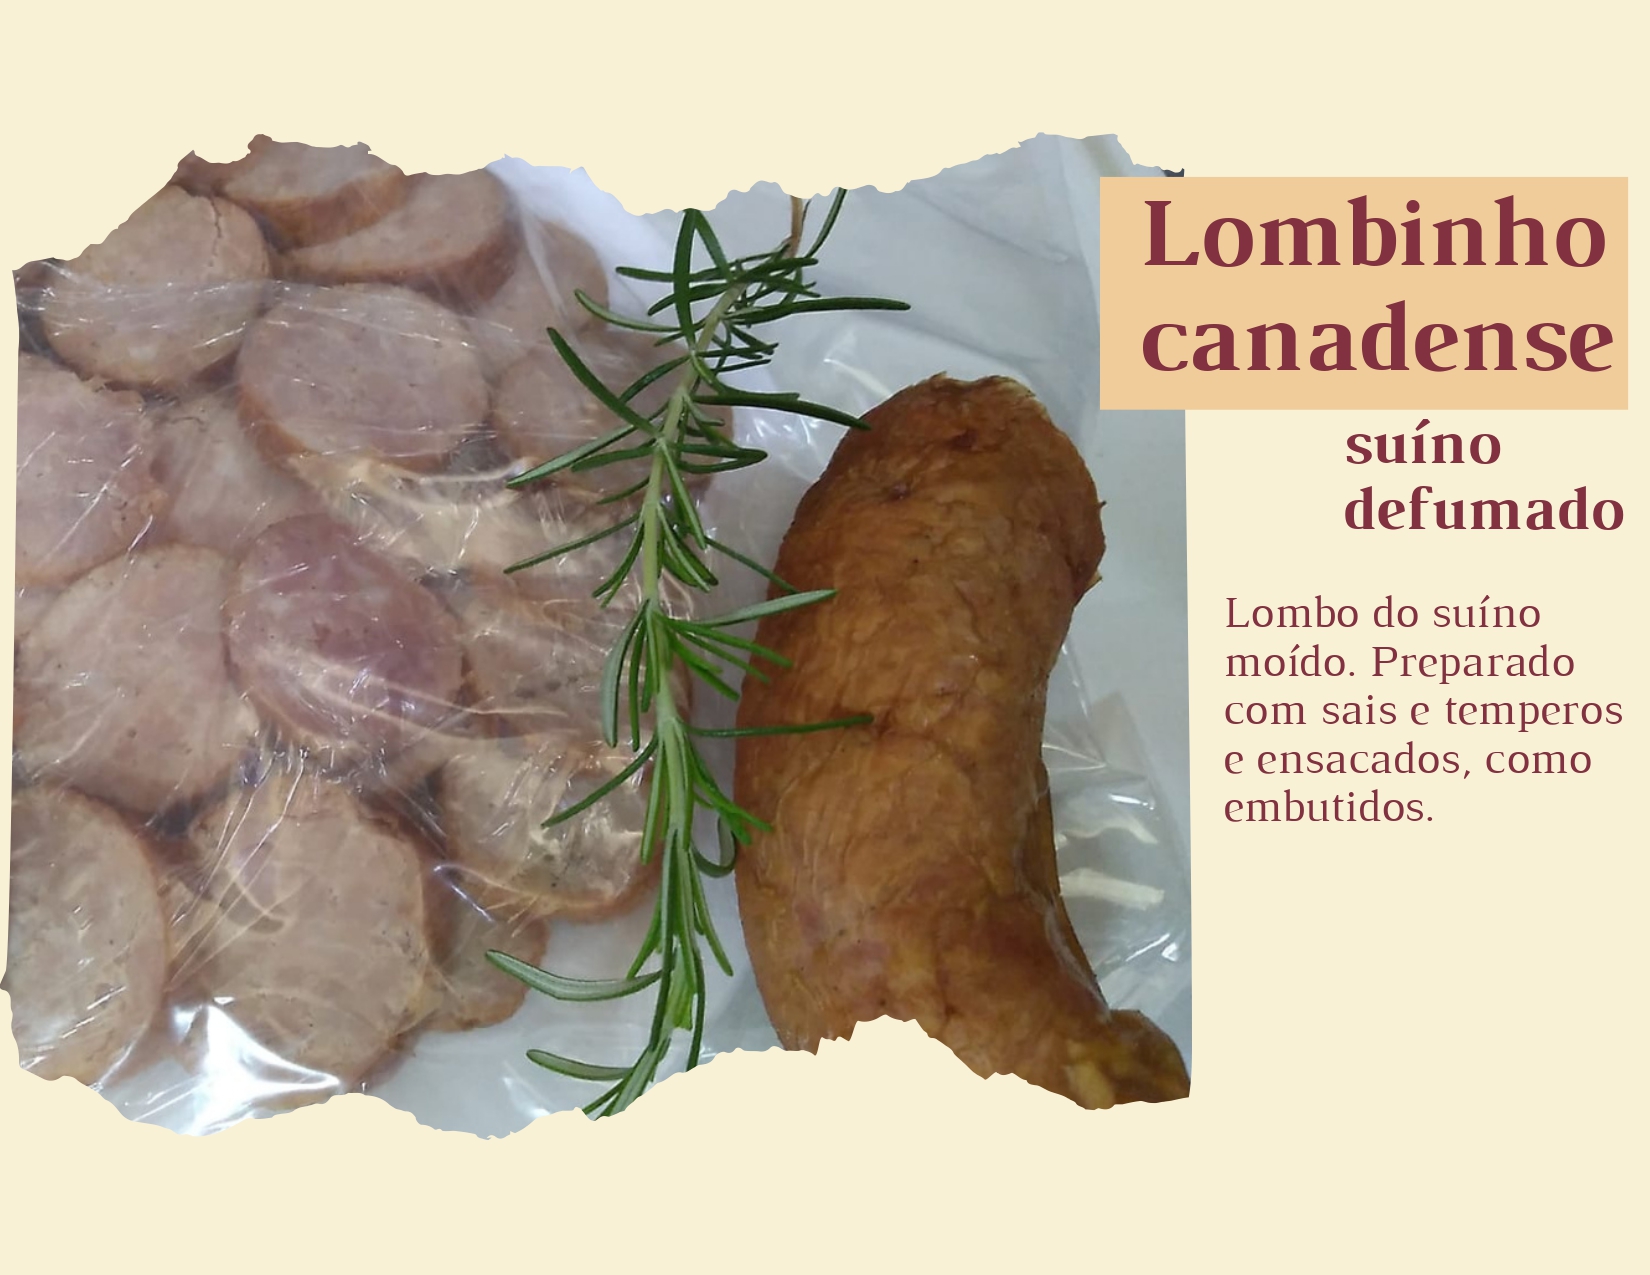 Lombinho
canadense
suíno
defumado
Lombo do suíno
moído. Preparado
com sais e temperos
e ensacados, como
embutidos.